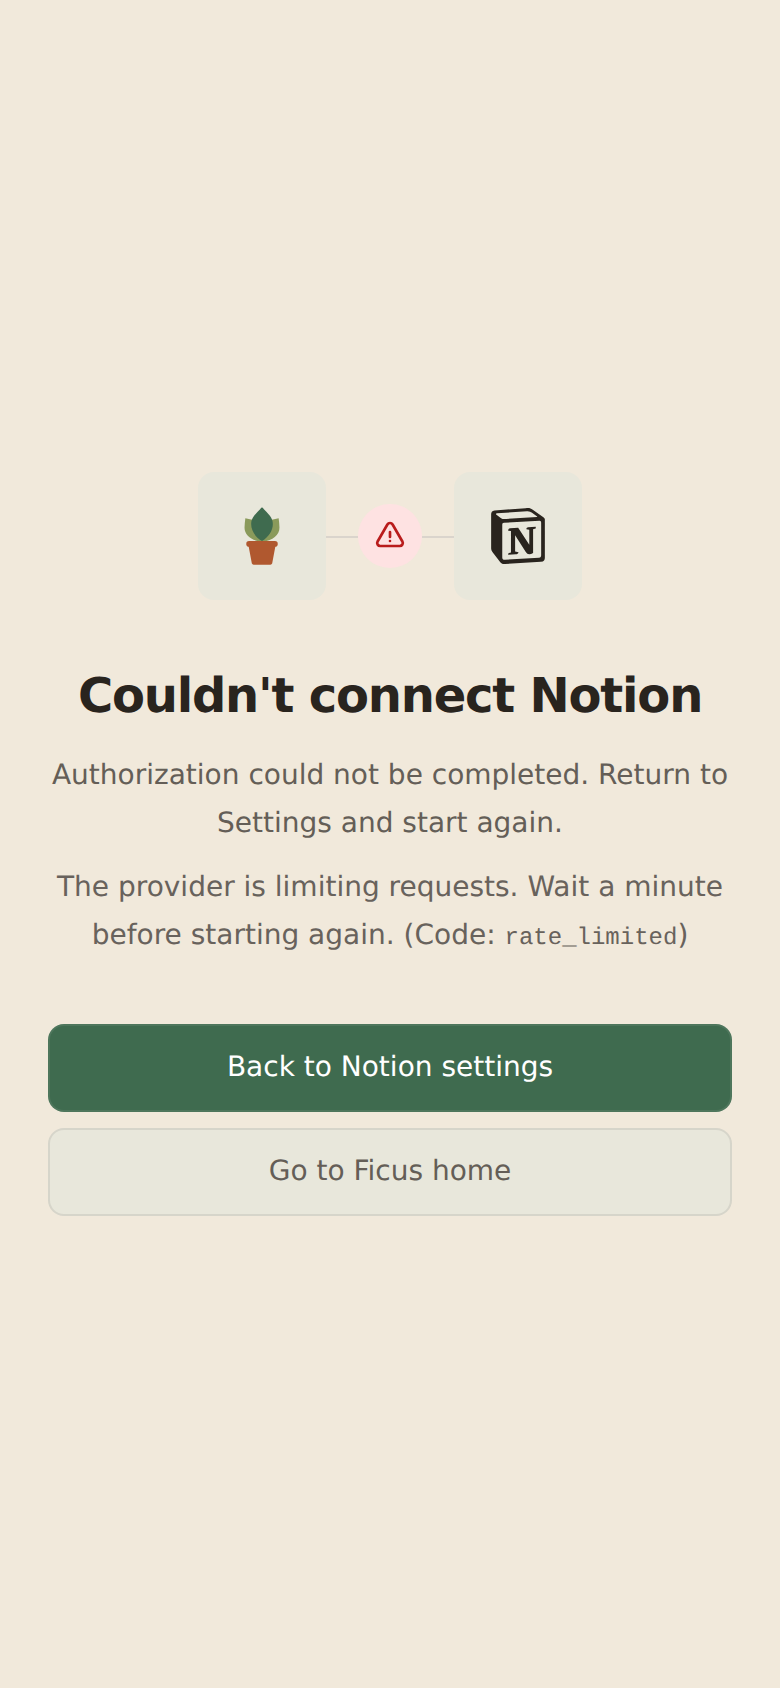 N
Couldn't connect Notion
Authorization could not be completed. Return to
Settings and start again.
The provider is limiting requests. Wait a minute
before starting again. (Code: rate_limited)
Back to Notion settings
Go to Ficus home